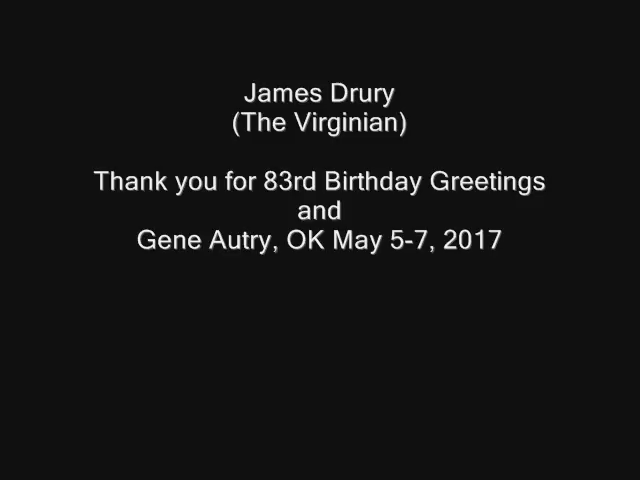 James Drury
(The Virginian)
Thank you for 83rd Birthday Greetings
and
Gene Autry, OK May 5-7, 2017